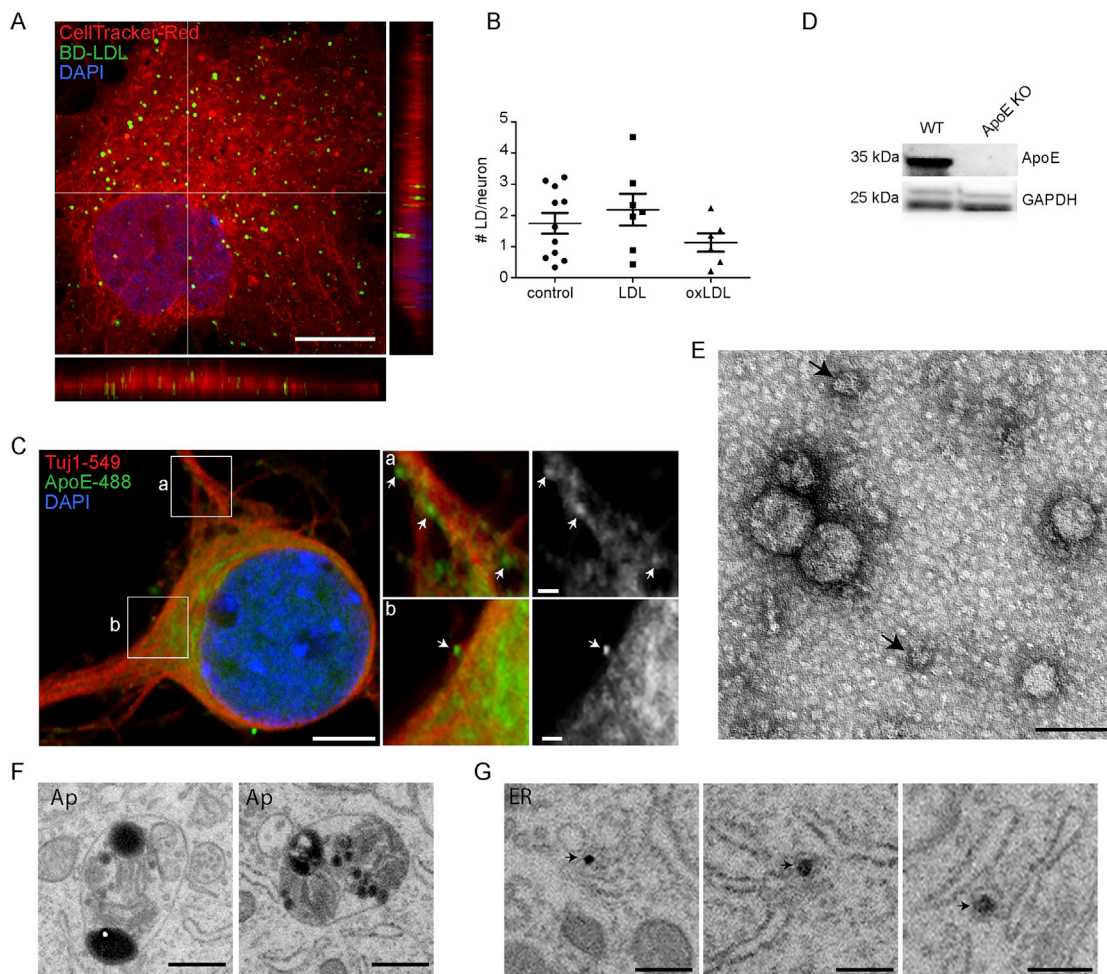 A
CellTracker-Red
BD-LDL
DAPI
B
# LD/neuron
5
4
3
2
1
0
control LDL oxLDL
D
WT ApoE KO
35 kDa ApoE
25 kDa GAPDH
C
Tuj1-549
ApoE-488
DAPI
a
b
a
b
E
F
Ap Ap
G
ER